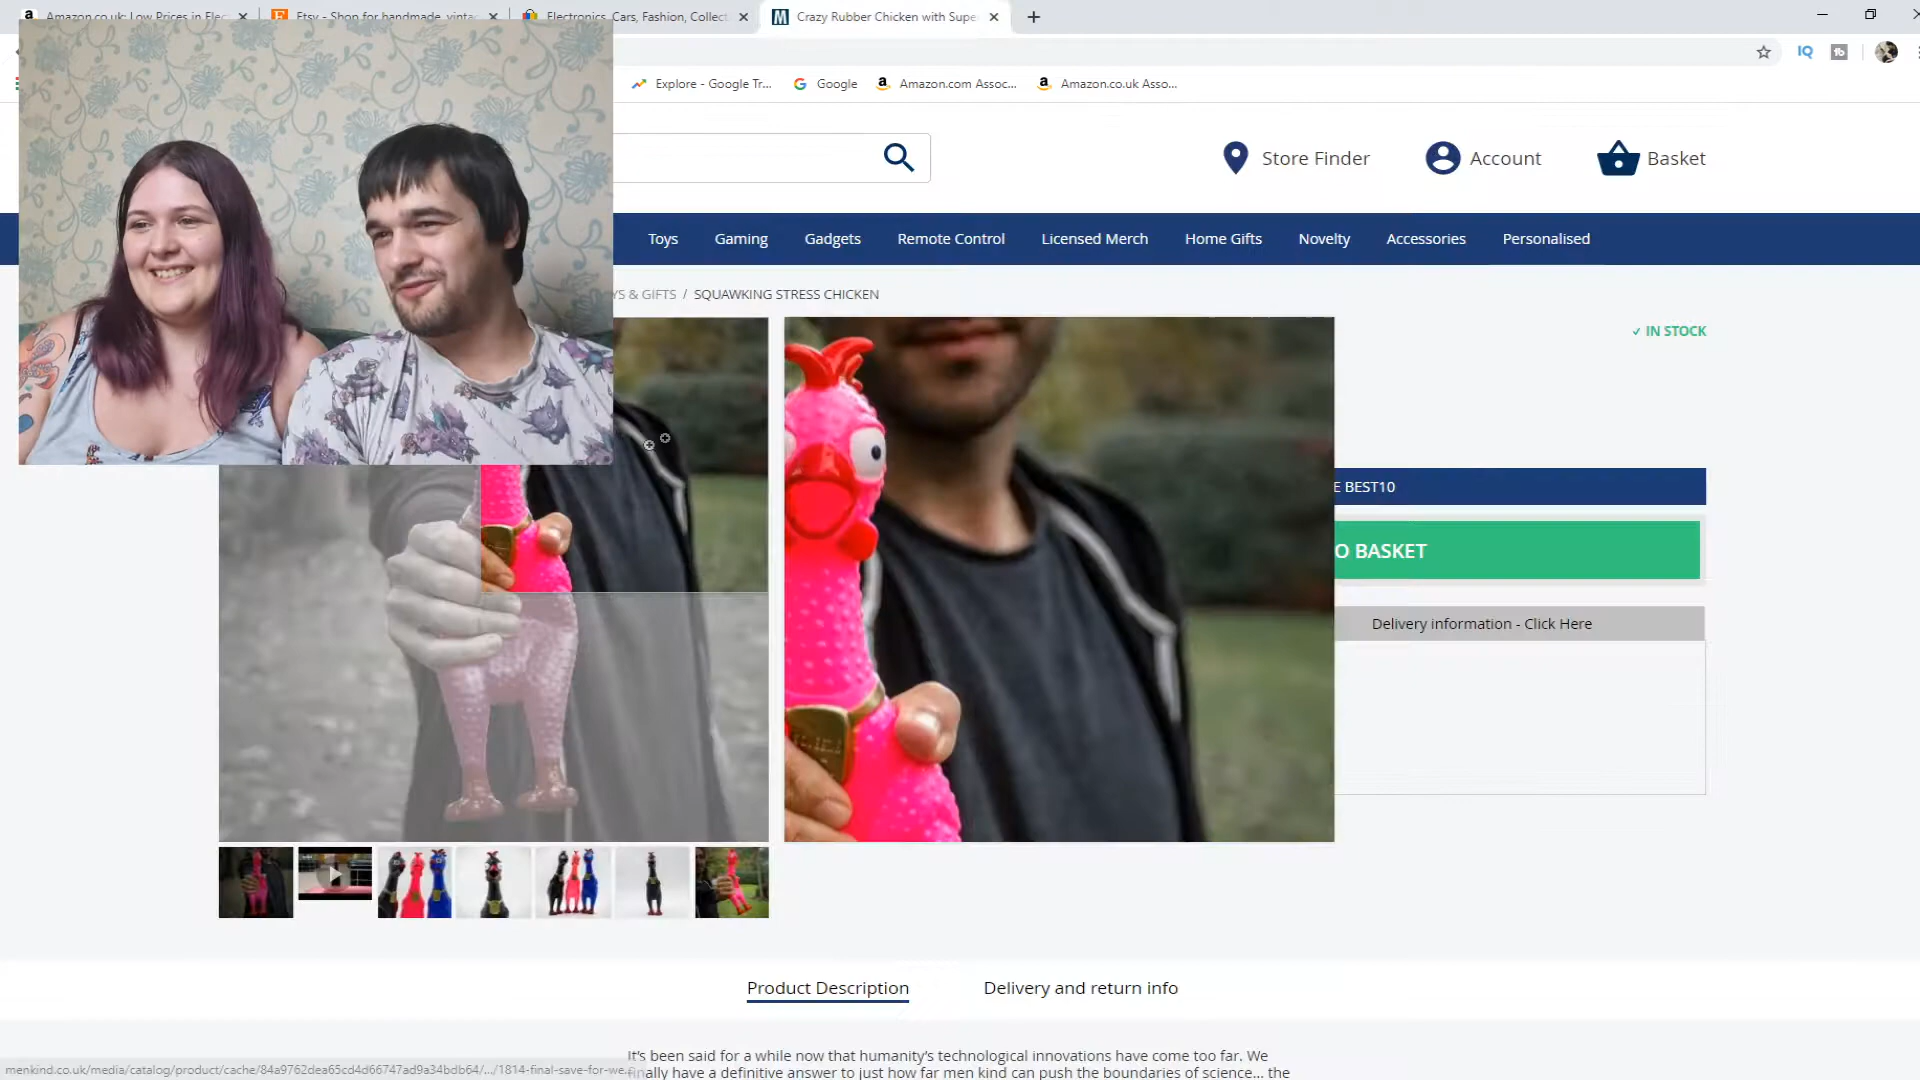 Amazon.co.uk: Low Prices in Elec
Etsy - Shop for handmade, vintag
Electronics, Cars, Fashion, Collect
Crazy Rubber Chicken with Supe
Explore - Google Tr...
Google
Amazon.com Assoc...
Amazon.co.uk Asso...
Store Finder
Account
Basket
Toys
Gaming
Gadgets
Remote Control
Licensed Merch
Home Gifts
Novelty
Accessories
Personalised
YS & GIFTS / SQUAWKING STRESS CHICKEN
✓ IN STOCK
E BEST10
O BASKET
Delivery information - Click Here
Product Description
Delivery and return info
It's been said for a while now that humanity's technological innovations have come too far. We
finally have a definitive answer to just how far men kind can push the boundaries of science... the
menkind.co.uk/media/catalog/product/cache/84a9762dea65cd4d66747ad9a34bdb64/.../1814-final-save-for-we...